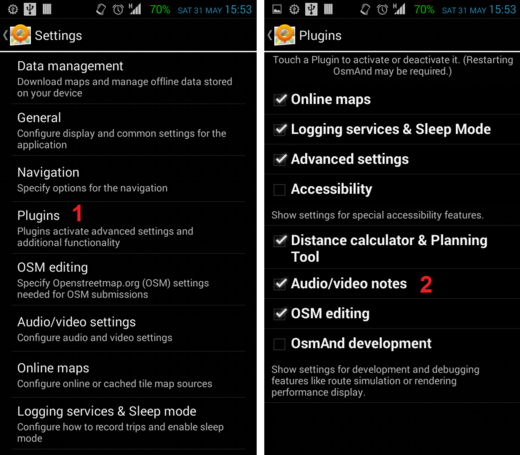 70% SAT 31 MAY 15:53
Settings
Data management
Download maps and manage offline data stored
on your device
General
Configure display and common settings for the
application
Navigation
Specify options for the navigation
Plugins 1
Plugins activate advanced settings and
additional functionality
OSM editing
Specify Openstreetmap.org (OSM) settings
needed for OSM submissions
Audio/video settings
Configure audio and video settings
Online maps
Configure online or cached tile map sources
Logging services & Sleep mode
Configure how to record trips and enable sleep
mode
70% SAT 31 MAY 15:53
Plugins
Touch a Plugin to activate or deactivate it. (Restarting
OsmAnd may be required.)
Online maps
Logging services & Sleep Mode
Advanced settings
Accessibility
Show settings for special accessibility features.
Distance calculator & Planning
Tool
Audio/video notes 2
OSM editing
OsmAnd development
Show settings for development and debugging
features like route simulation or rendering
performance display.